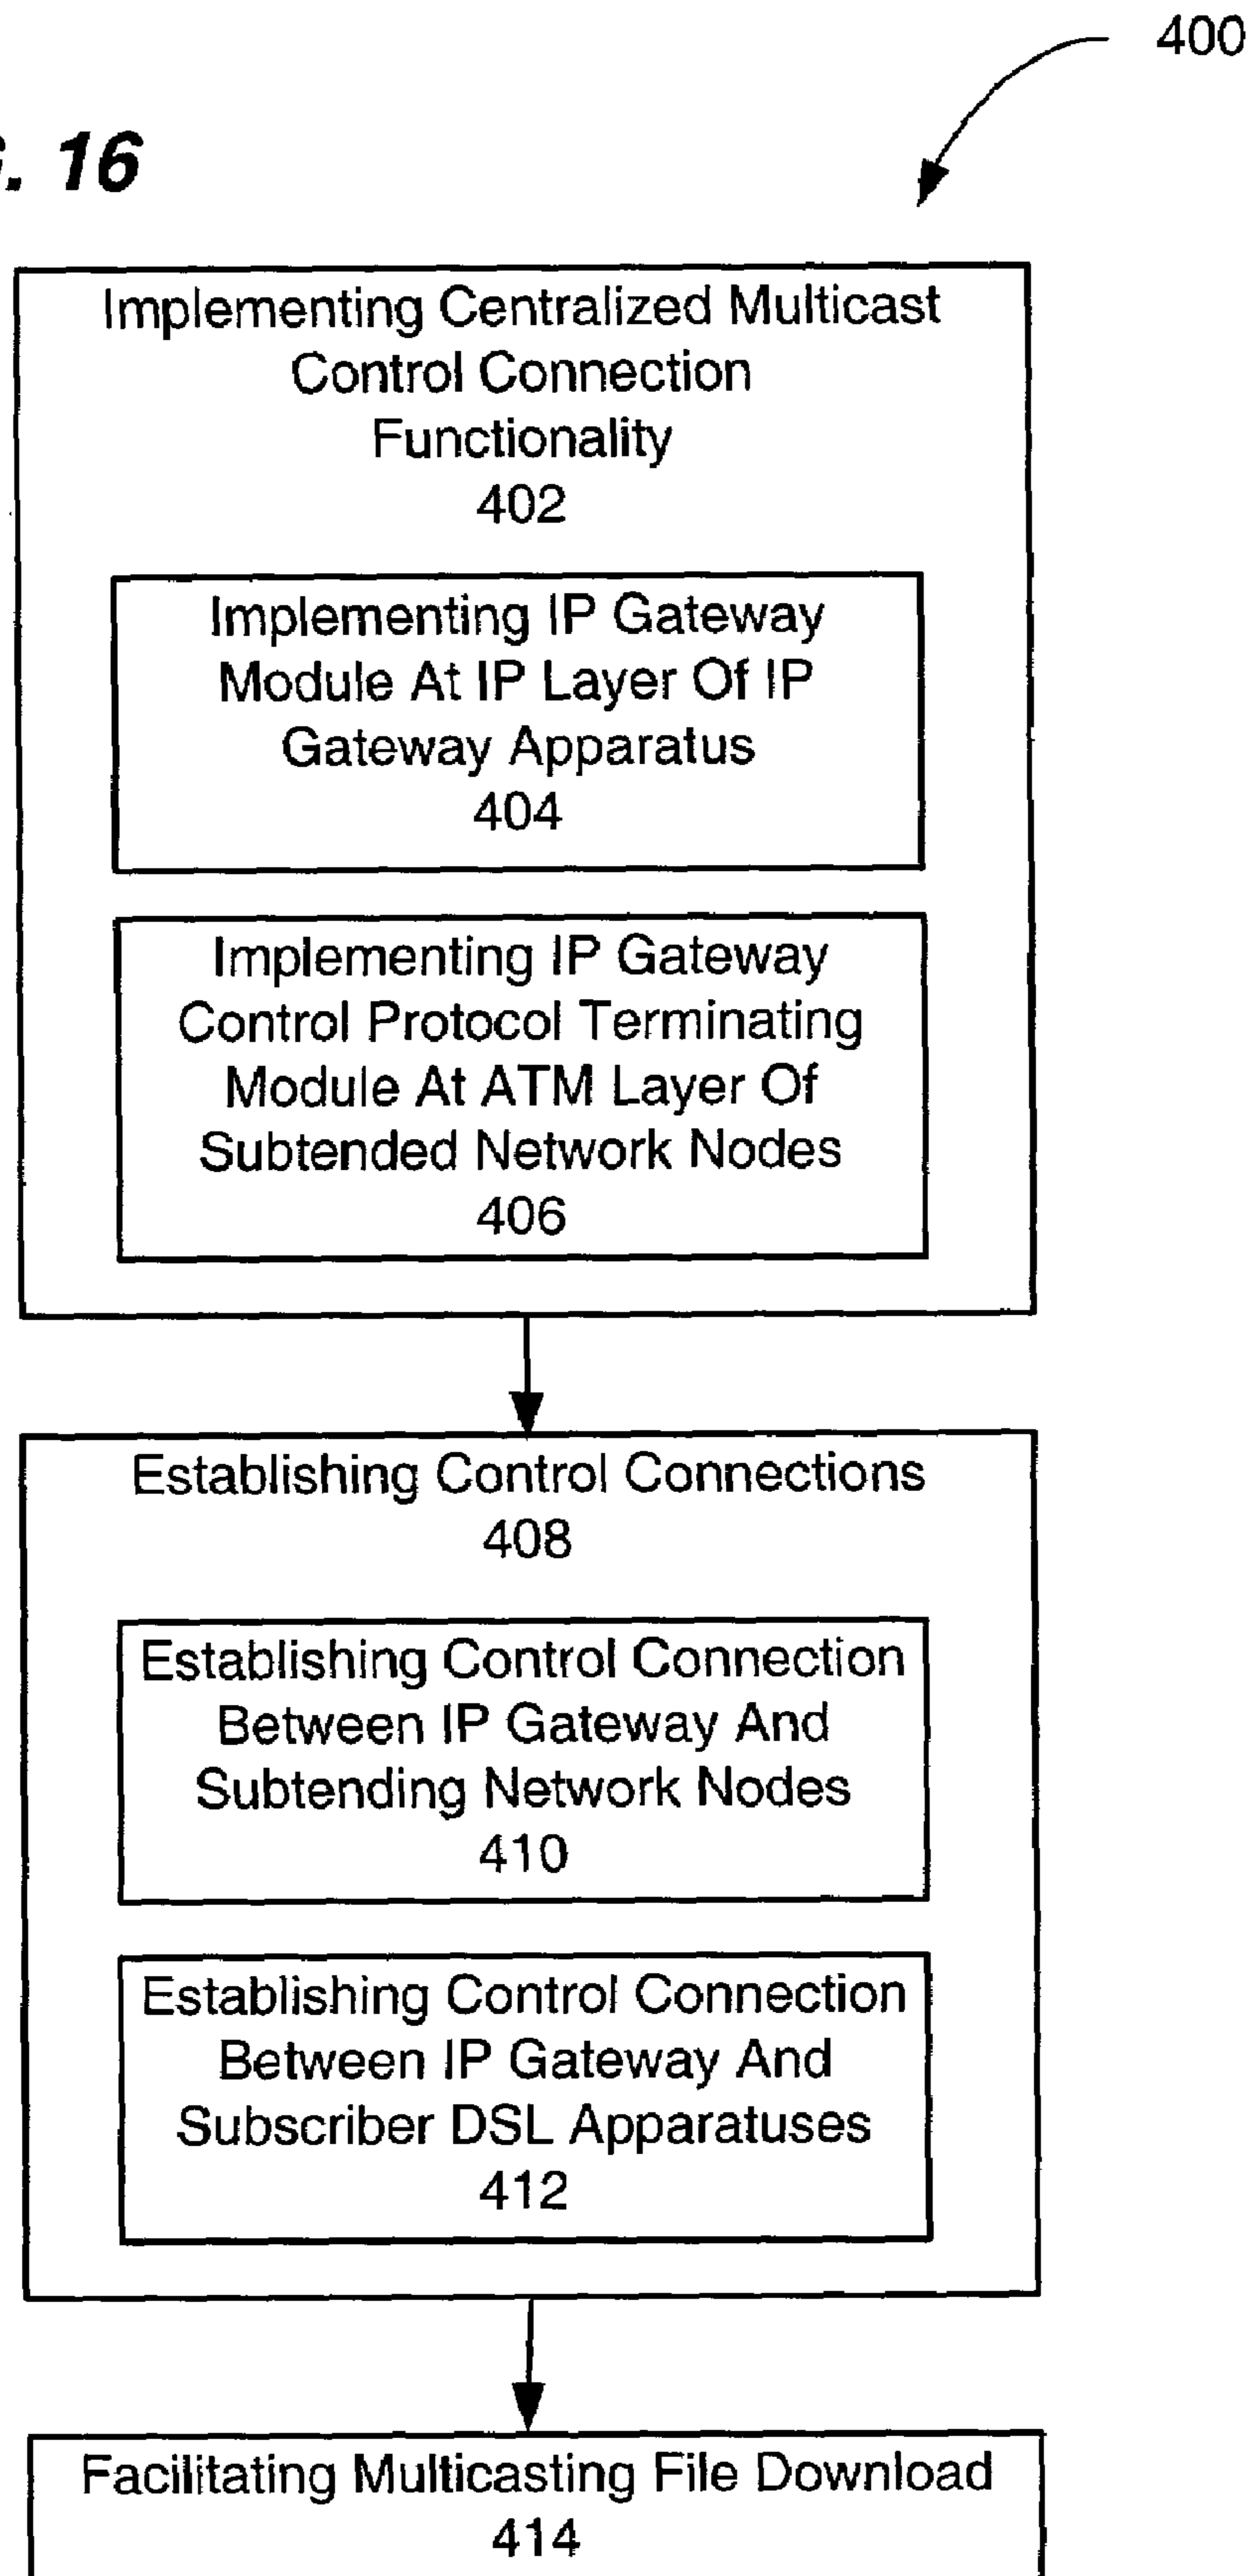 400
. 16
Implementing Centralized Multicast
Control Connection
Functionality
402
Implementing IP Gateway
Module At IP Layer Of IP
Gateway Apparatus
404
Implementing IP Gateway
Control Protocol Terminating
Module At ATM Layer Of
Subtended Network Nodes
406
Establishing Control Connections
408
Establishing Control Connection
Between IP Gateway And
Subtending Network Nodes
410
Establishing Control Connection
Between IP Gateway And
Subscriber DSL Apparatuses
412
Facilitating Multicasting File Download
414